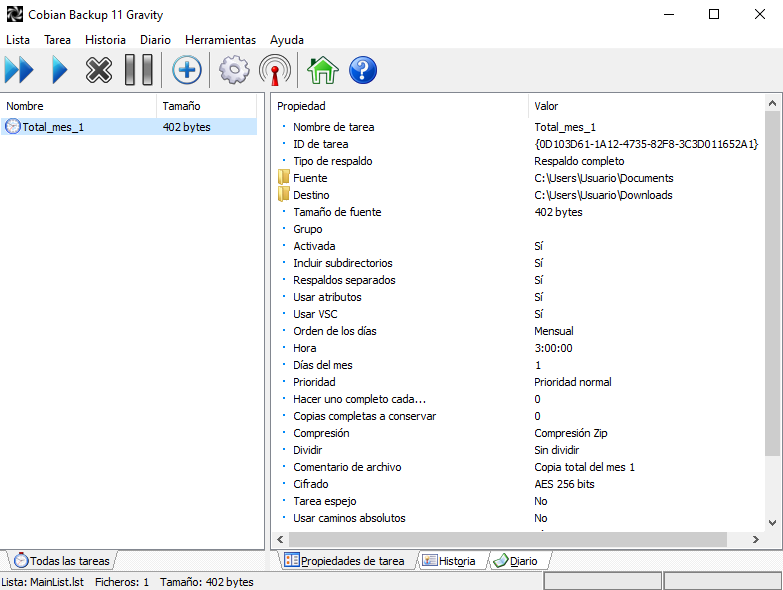 Cobian Backup 11 Gravity
Lista Tarea Historia Diario Herramientas Ayuda
Nombre Tamaño
Total_mes_1 402 bytes
Propiedad Valor
Nombre de tarea Total_mes_1
ID de tarea {0D103D61-1A12-4735-82F8-3C3D011652A1}
Tipo de respaldo Respaldo completo
Fuente C:\Users\Usuario\Documents
Destino C:\Users\Usuario\Downloads
Tamaño de fuente 402 bytes
Grupo
Activada Sí
Incluir subdirectorios Sí
Respaldos separados Sí
Usar atributos Sí
Usar VSC Sí
Orden de los días Mensual
Hora 3:00:00
Días del mes 1
Prioridad Prioridad normal
Hacer uno completo cada... 0
Copias completas a conservar 0
Compresión Compresión Zip
Dividir Sin dividir
Comentario de archivo Copia total del mes 1
Cifrado AES 256 bits
Tarea espejo No
Usar caminos absolutos No
Todas las tareas
Propiedades de tarea Historia Diario
Lista: MainList.lst Ficheros: 1 Tamaño: 402 bytes